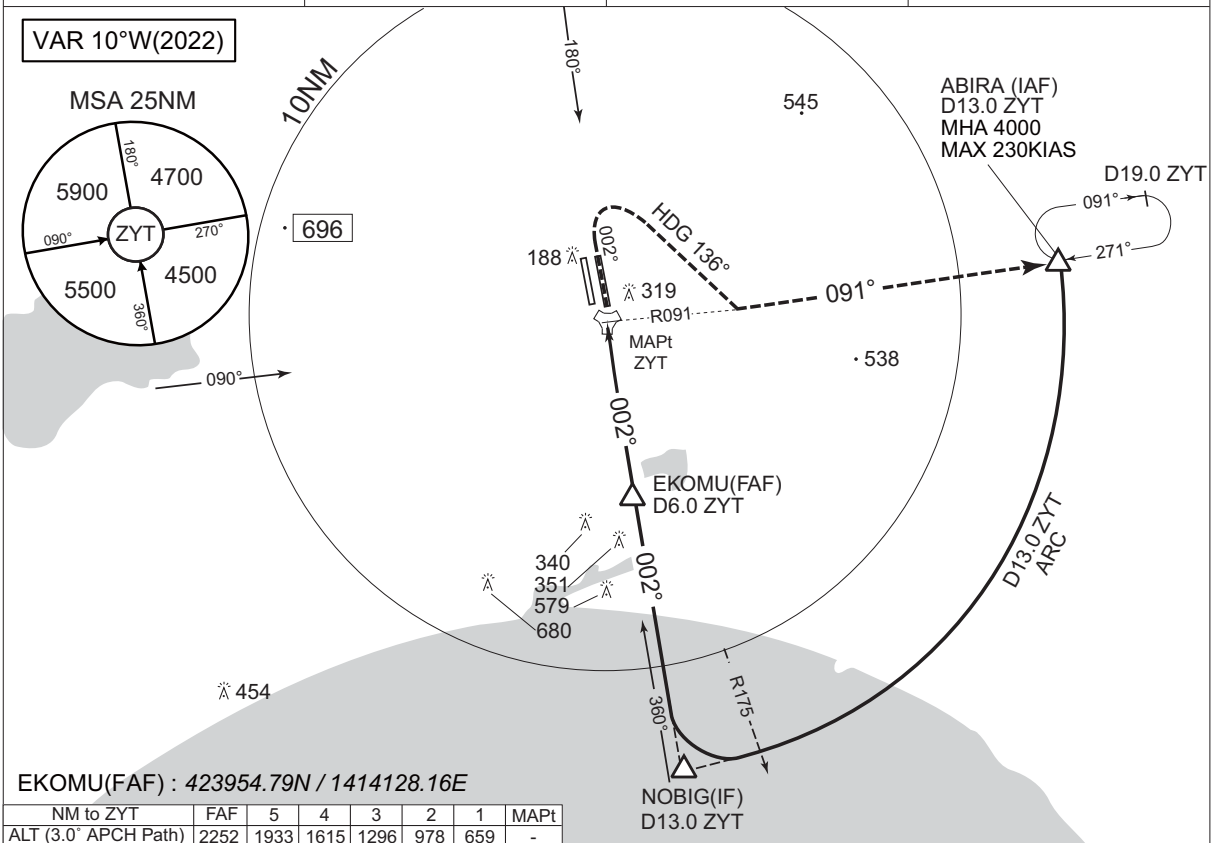 VAR 10°W(2022)
MSA 25NM
180°
5900
4700
090°
ZYT
270°
5500
4500
360°
10NM
180°
545
ABIRA (IAF)
D13.0 ZYT
MHA 4000
MAX 230KIAS
D19.0 ZYT
091°
271°
696
188
002°
HDG 136°
319
R091
091°
MAPt
ZYT
538
090°
002°
EKOMU(FAF)
D6.0 ZYT
340
351
579
680
002°
D13.0 ZYT
ARC
454
360°
R175
NOBIG(IF)
D13.0 ZYT
EKOMU(FAF) : 423954.79N / 1414128.16E
NM to ZYT FAF 5 4 3 2 1 MAPt
ALT (3.0° APCH Path) 2252 1933 1615 1296 978 659 -